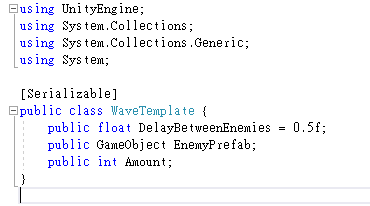 using UnityEngine;
using System.Collections;
using System.Collections.Generic;
using System;
[Serializable]
public class WaveTemplate {
public float DelayBetweenEnemies = 0.5f;
public GameObject EnemyPrefab;
public int Amount;
}